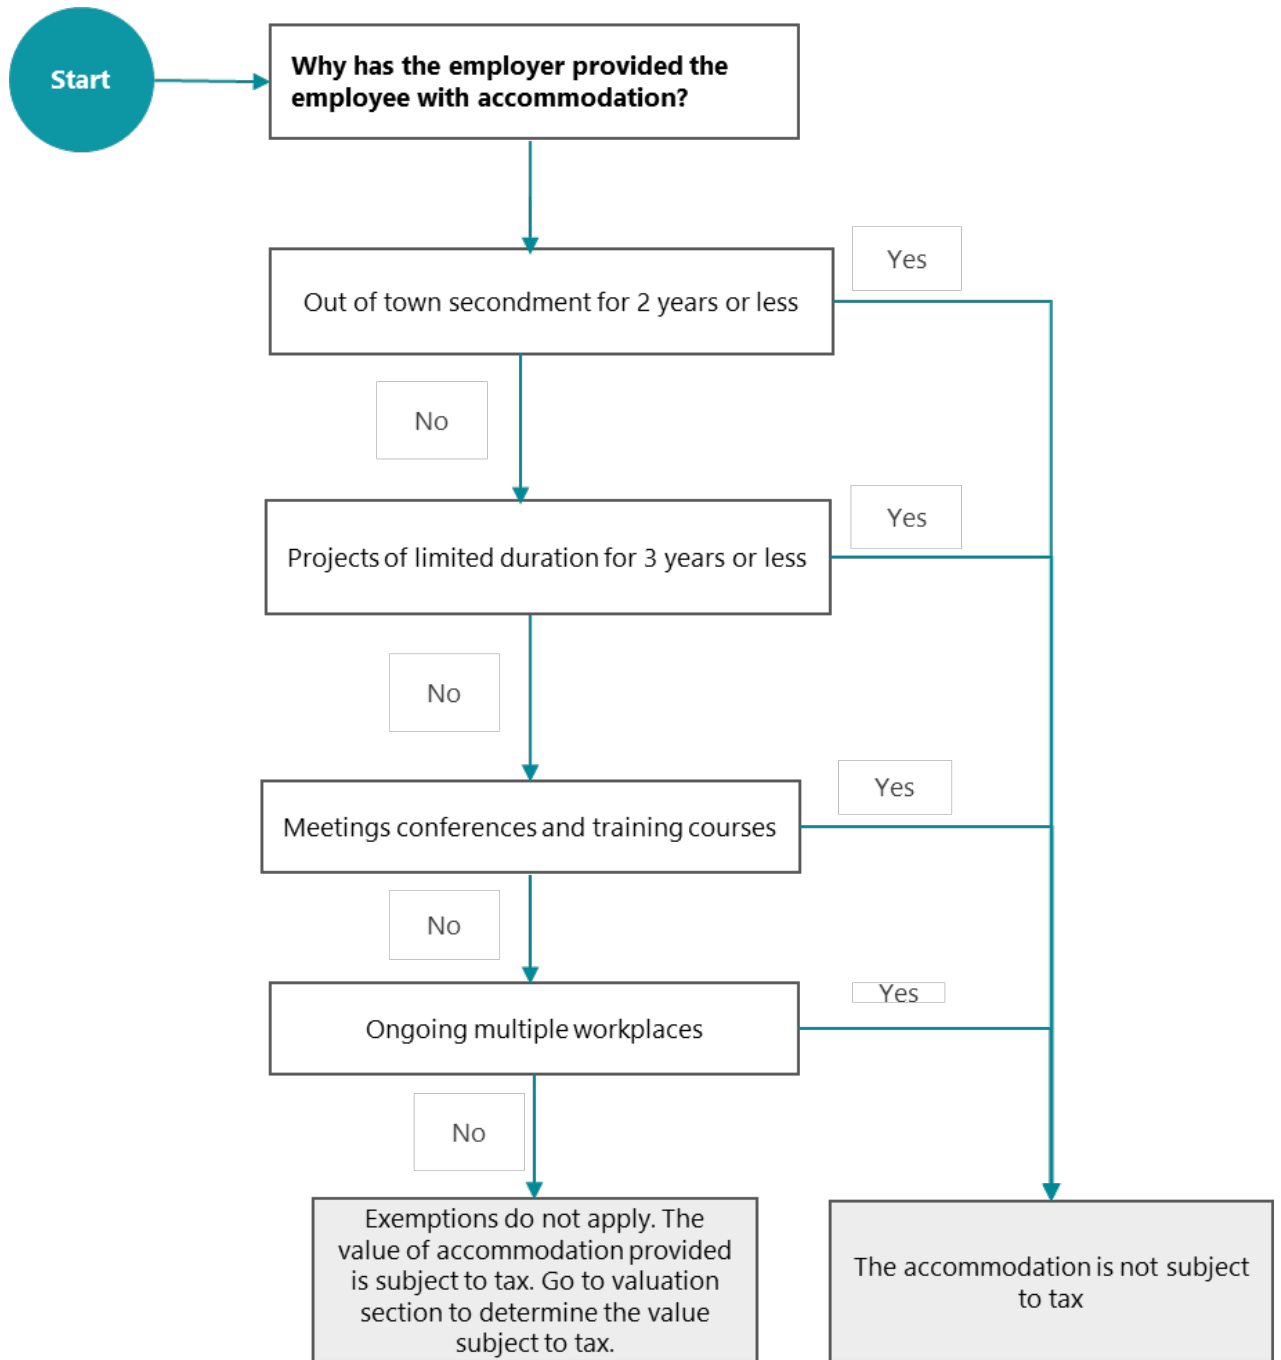 Start
Why has the employer provided the
employee with accommodation?
Yes
Out of town secondment for 2 years or less
No
Yes
Projects of limited duration for 3 years or less
No
Yes
Meetings conferences and training courses
No
Yes
Ongoing multiple workplaces
No
Exemptions do not apply. The
value of accommodation provided
is subject to tax. Go to valuation
section to determine the value
subject to tax.
The accommodation is not subject
to tax